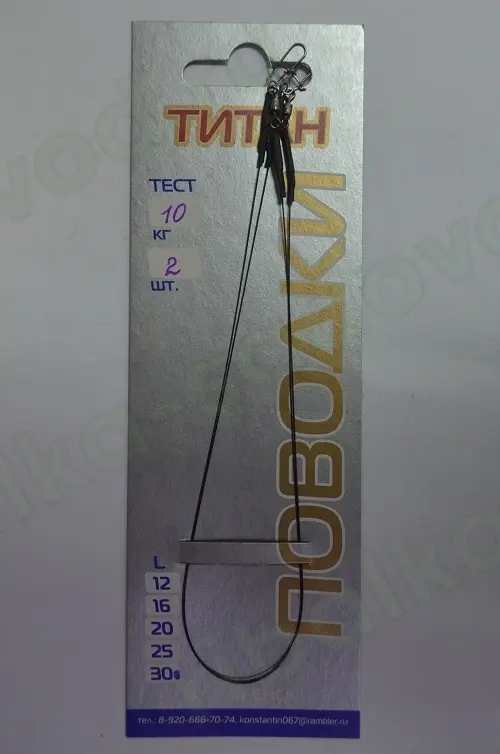 ТИТАН
ТЕСТ
10
КГ
2
ШТ.
ПОВОДКИ
L
12
16
20
25
30
тел.: 8-920-666-70-74, konstantin067@rambler.ru